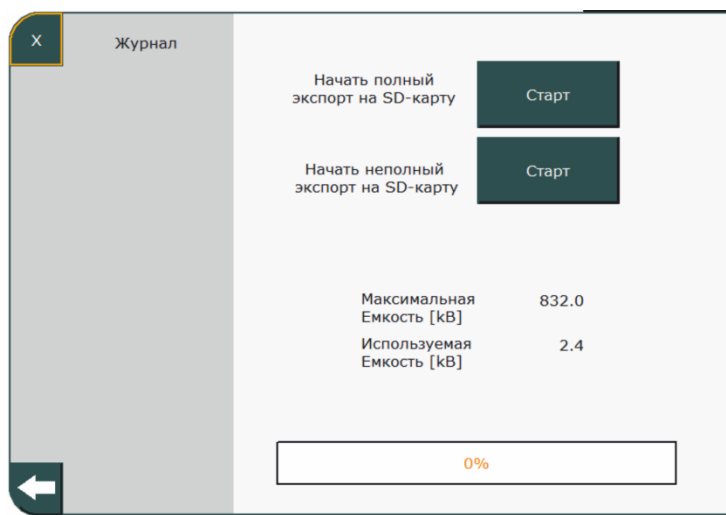 X
Журнал
Начать полный
экспорт на SD-карту
Старт
Начать неполный
экспорт на SD-карту
Старт
Максимальная
Емкость [kB]
832.0
Используемая
Емкость [kB]
2.4
0%